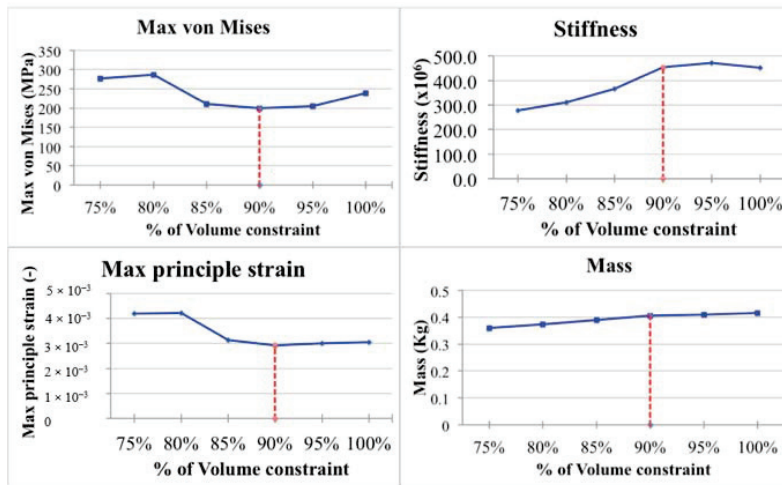 Max von Mises
Max von Mises (MPa)
350
300
250
200
150
100
50
0
75% 80% 85% 90% 95% 100%
% of Volume constraint
Stiffness
Stiffness (x10⁶)
500.0
400.0
300.0
200.0
100.0
0.0
75% 80% 85% 90% 95% 100%
% of Volume constraint
Max principle strain
Max principle strain (-)
5 × 10⁻³
4 × 10⁻³
3 × 10⁻³
2 × 10⁻³
1 × 10⁻³
0
75% 80% 85% 90% 95% 100%
% of Volume constraint
Mass
Mass (Kg)
0.5
0.4
0.3
0.2
0.1
0
75% 80% 85% 90% 95% 100%
% of Volume constraint